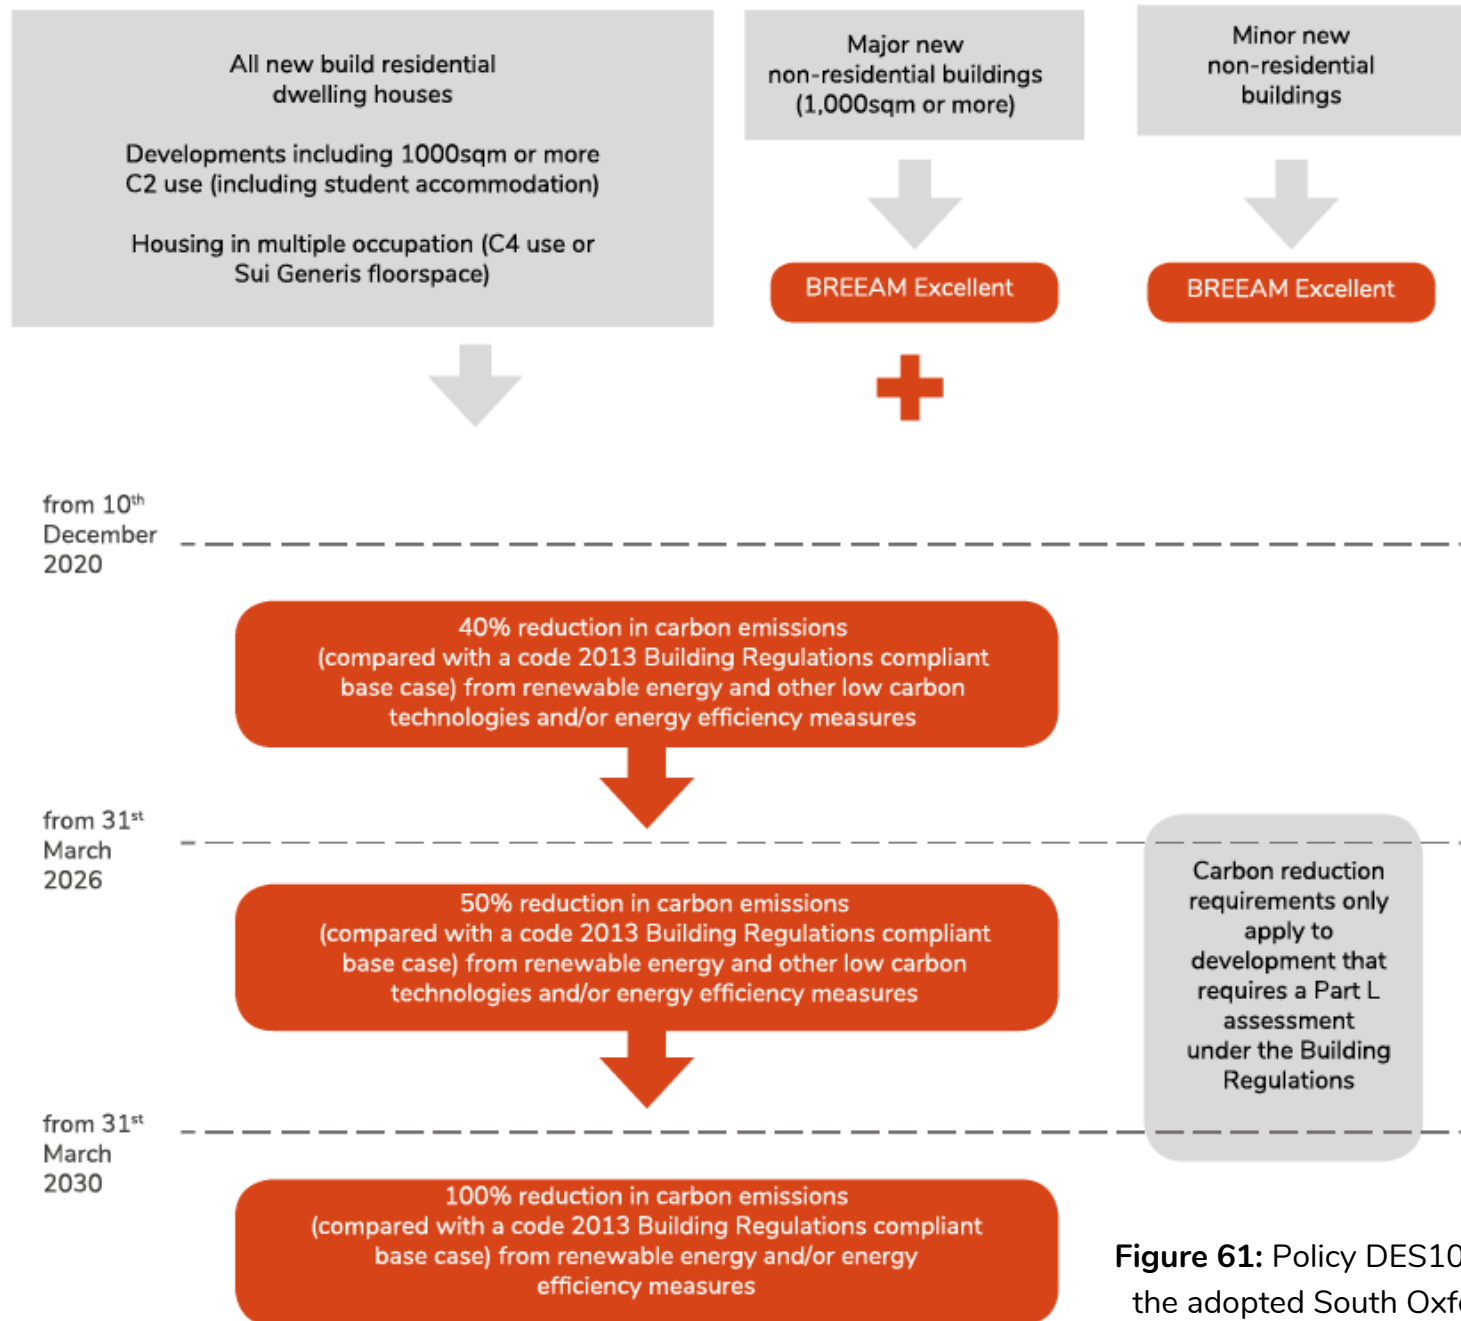 All new build residential
dwelling houses
Developments including 1000sqm or more
C2 use (including student accommodation)
Housing in multiple occupation (C4 use or
Sui Generis floorspace)
Major new
non-residential buildings
(1,000sqm or more)
BREEAM Excellent
Minor new
non-residential
buildings
BREEAM Excellent
from 10th
December
2020
40% reduction in carbon emissions
(compared with a code 2013 Building Regulations compliant
base case) from renewable energy and other low carbon
technologies and/or energy efficiency measures
from 31st
March
2026
50% reduction in carbon emissions
(compared with a code 2013 Building Regulations compliant
base case) from renewable energy and other low carbon
technologies and/or energy efficiency measures
Carbon reduction
requirements only
apply to
development that
requires a Part L
assessment
under the Building
Regulations
from 31st
March
2030
100% reduction in carbon emissions
(compared with a code 2013 Building Regulations compliant
base case) from renewable energy and/or energy
efficiency measures
Figure 61: Policy DES10
the adopted South